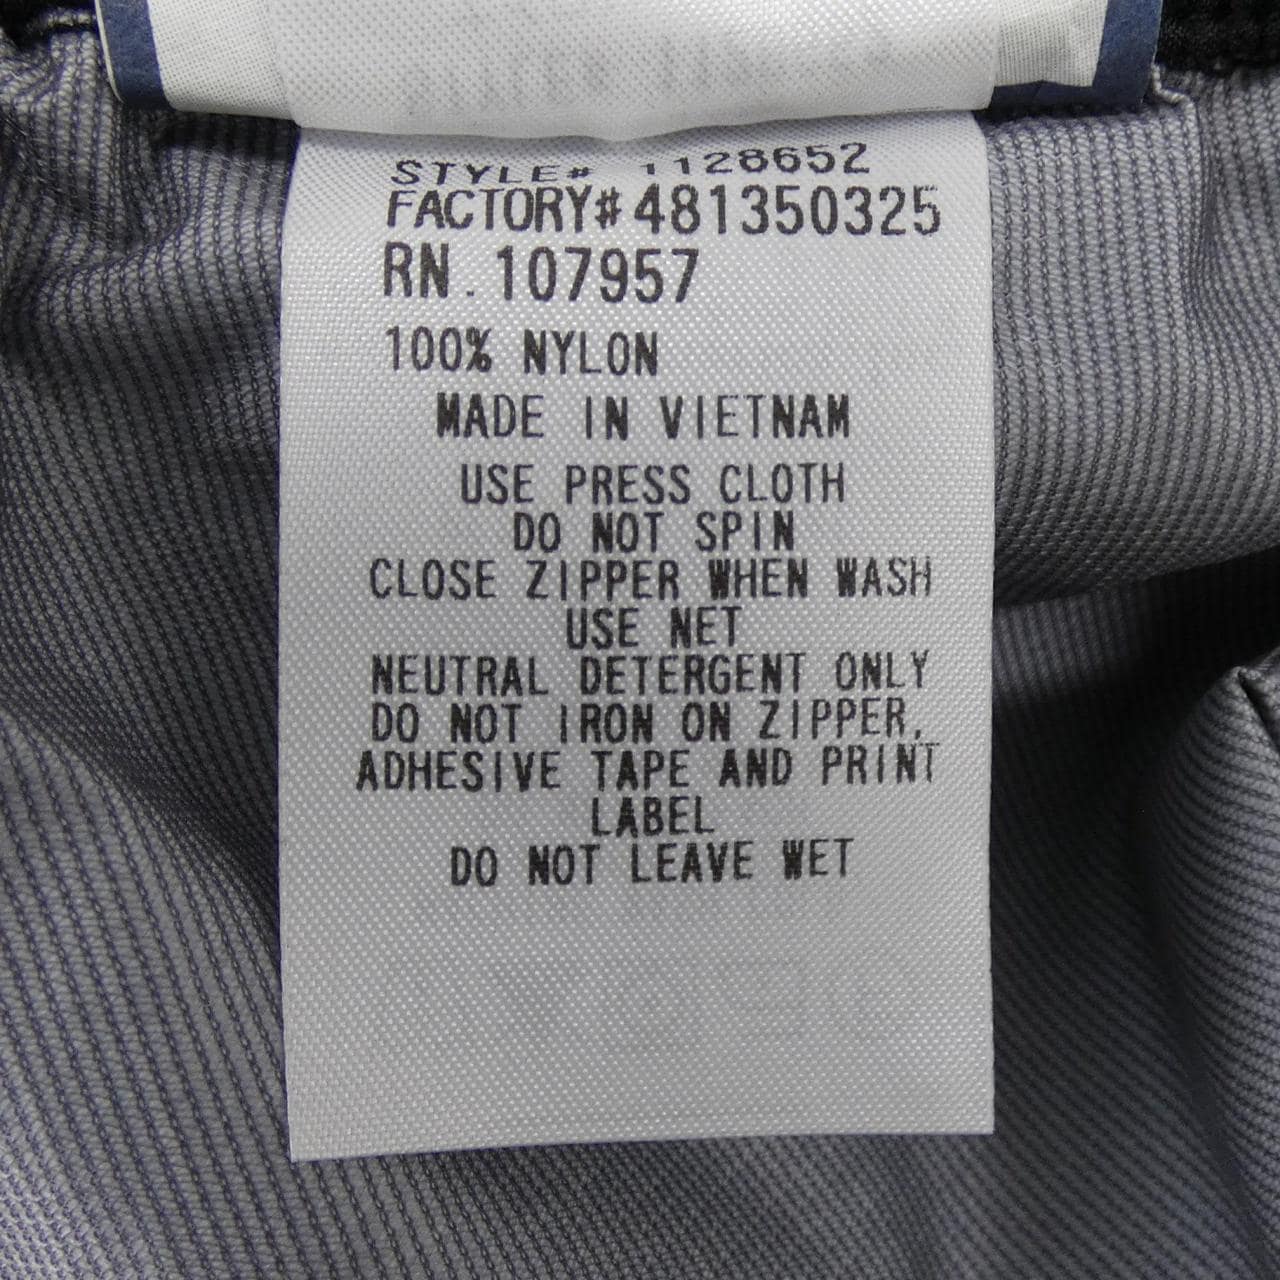 STYLE# 1128652
FACTORY#481350325
RN. 107957
100% NYLON
MADE IN VIETNAM
USE PRESS CLOTH
DO NOT SPIN
CLOSE ZIPPER WHEN WASH
USE NET
NEUTRAL DETERGENT ONLY
DO NOT IRON ON ZIPPER,
ADHESIVE TAPE AND PRINT
LABEL
DO NOT LEAVE WET